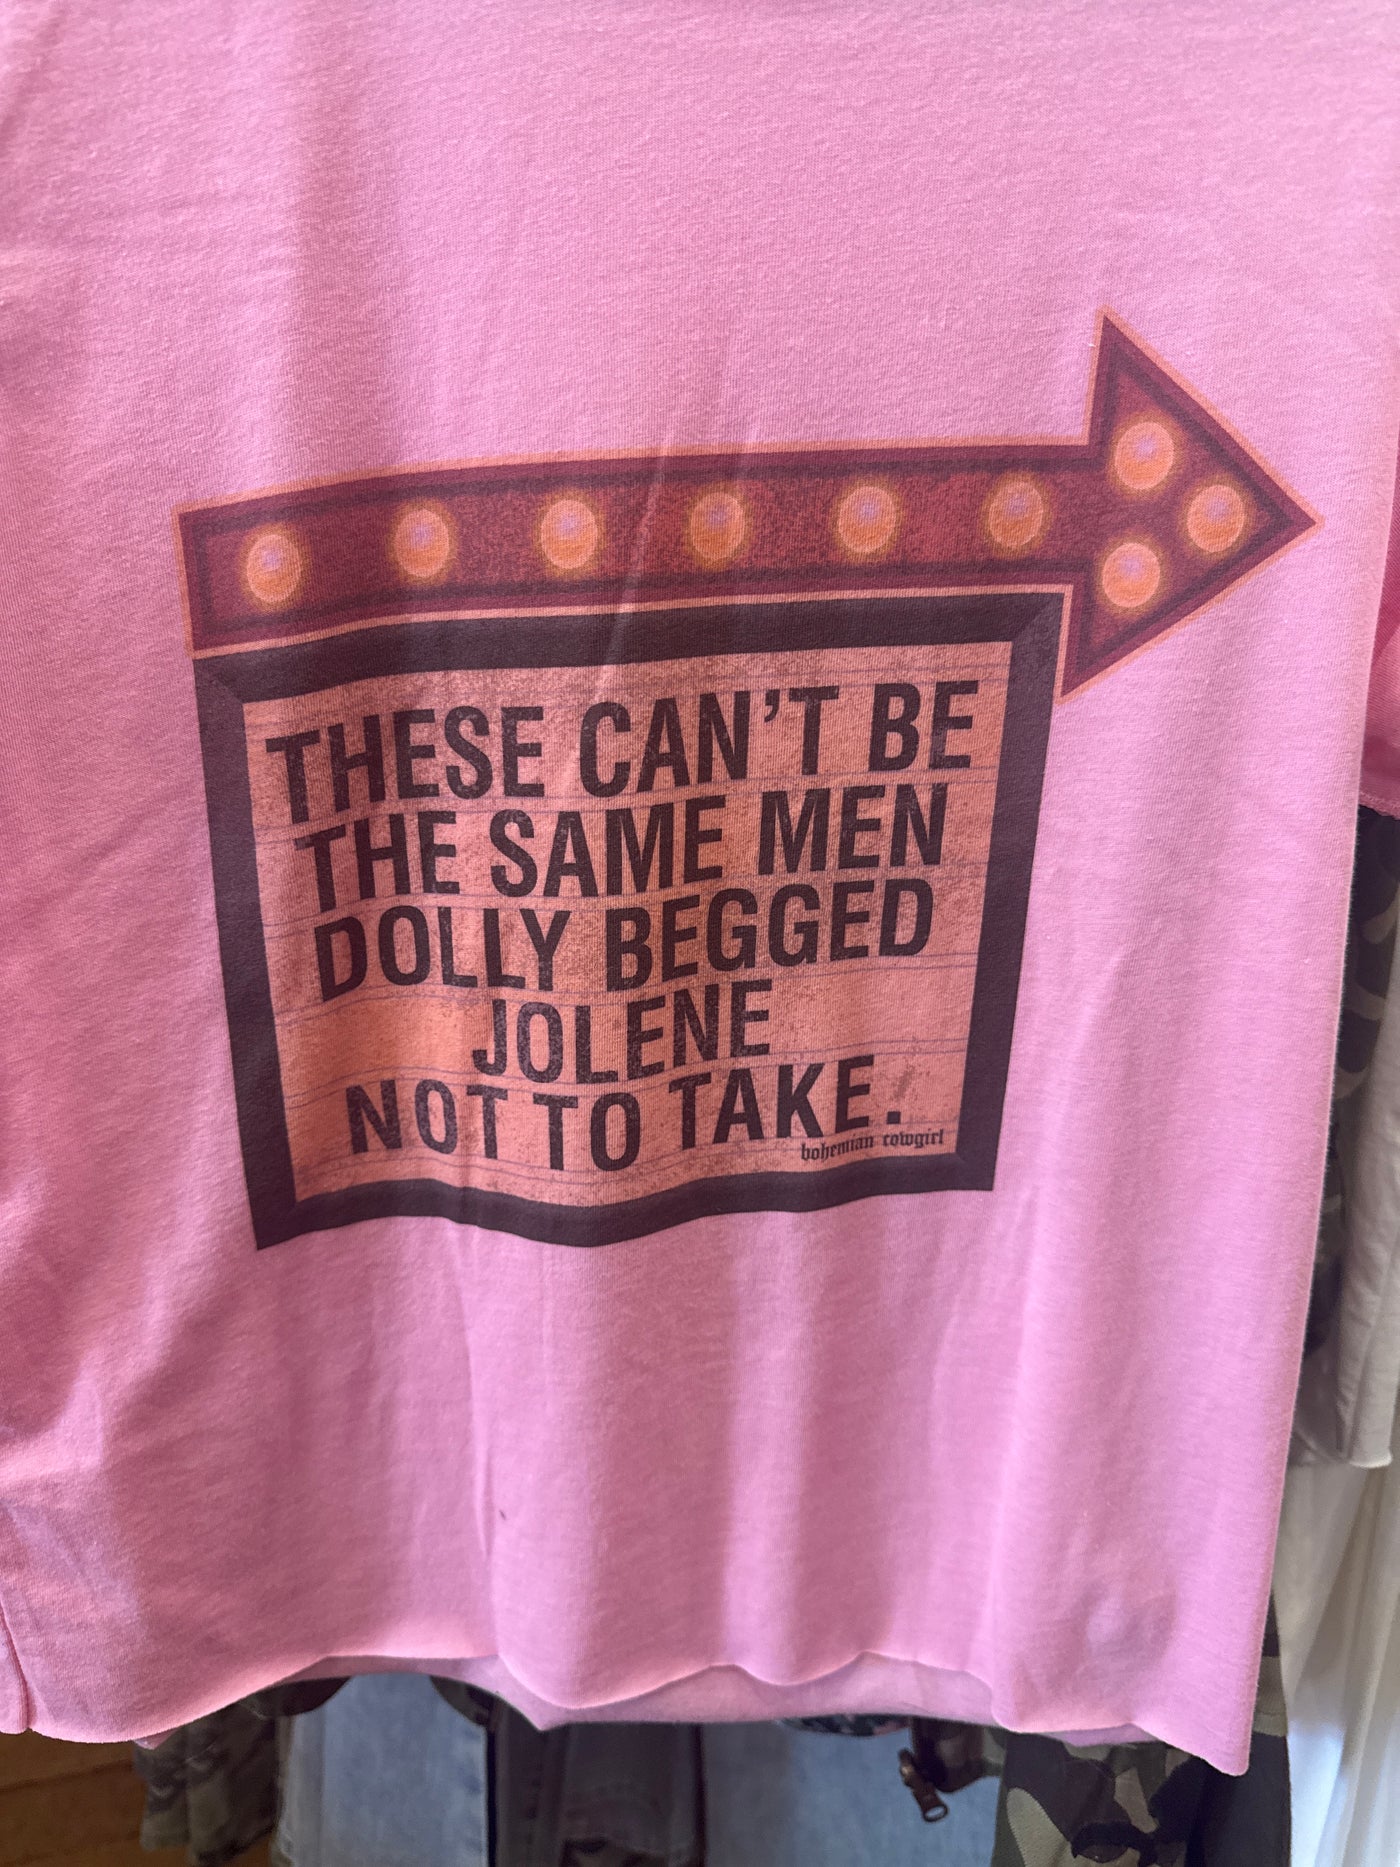 THESE CAN'T BE
THE SAME MEN
DOLLY BEGGED
JOLENE
NOT TO TAKE.
bohemian cowgirl